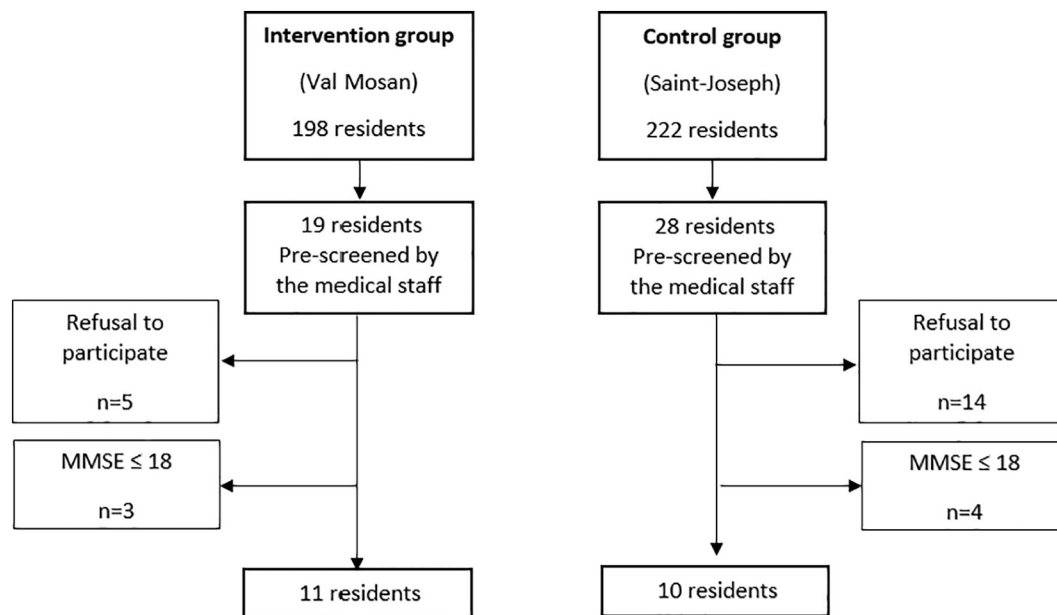 Intervention group
(Val Mosan)
198 residents
Control group
(Saint-Joseph)
222 residents
19 residents
Pre-screened by
the medical staff
28 residents
Pre-screened by
the medical staff
Refusal to
participate
n=5
Refusal to
participate
n=14
MMSE ≤ 18
n=3
MMSE ≤ 18
n=4
11 residents
10 residents